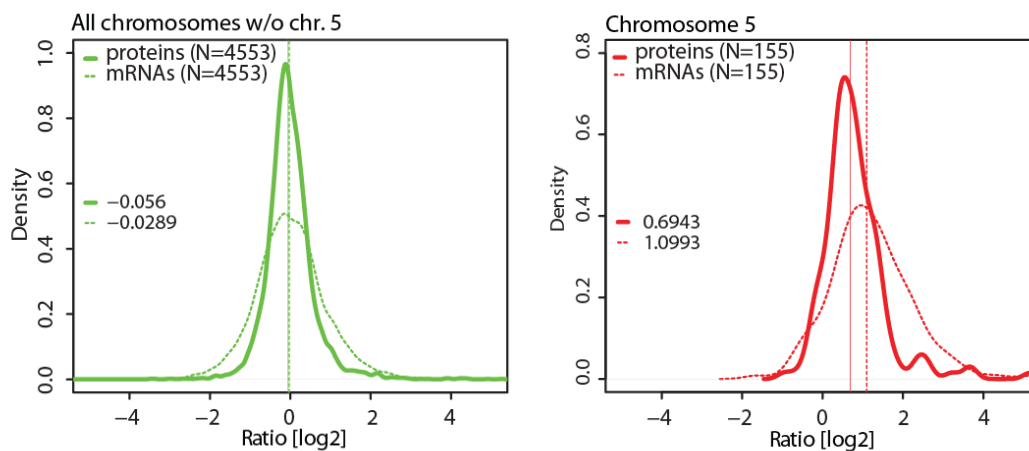 All chromosomes w/o chr. 5
proteins (N=4553)
mRNAs (N=4553)
−0.056
−0.0289
Density
0.0
0.2
0.4
0.6
0.8
1.0
−4
−2
0
2
4
Ratio [log2]
Chromosome 5
proteins (N=155)
mRNAs (N=155)
0.6943
1.0993
Density
0.0
0.2
0.4
0.6
0.8
−4
−2
0
2
4
Ratio [log2]